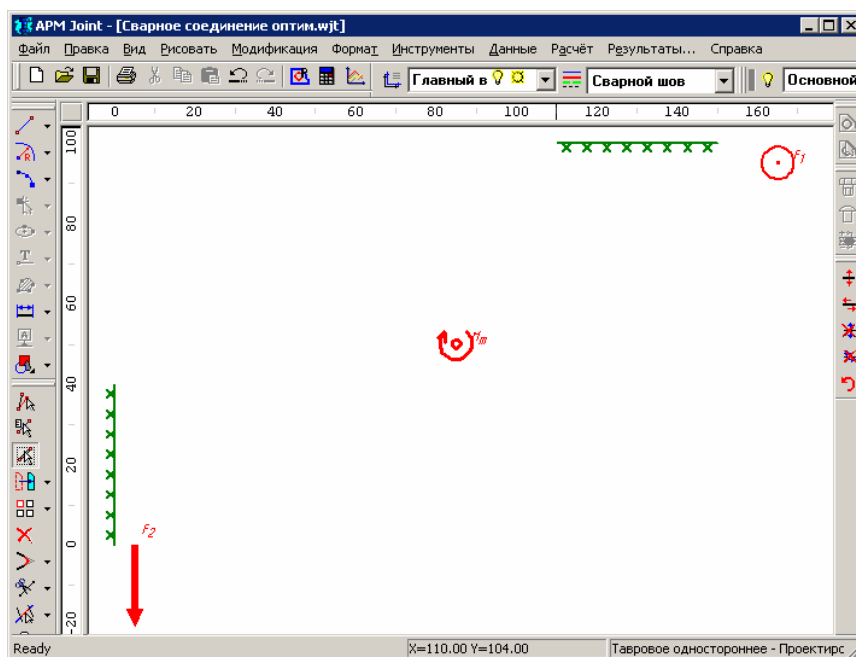 APM Joint - [Сварное соединение оптим.wjt]
Файл Правка Вид Рисовать Модификация Формат Инструменты Данные Расчёт Результаты... Справка
Главный в Сварной шов Основной
0 20 40 60 80 100 120 140 160
100
80
60
40
20
0
-20
F1
Mm
F2
Ready X=110.00 Y=104.00 Тавровое одностороннее - Проектирс